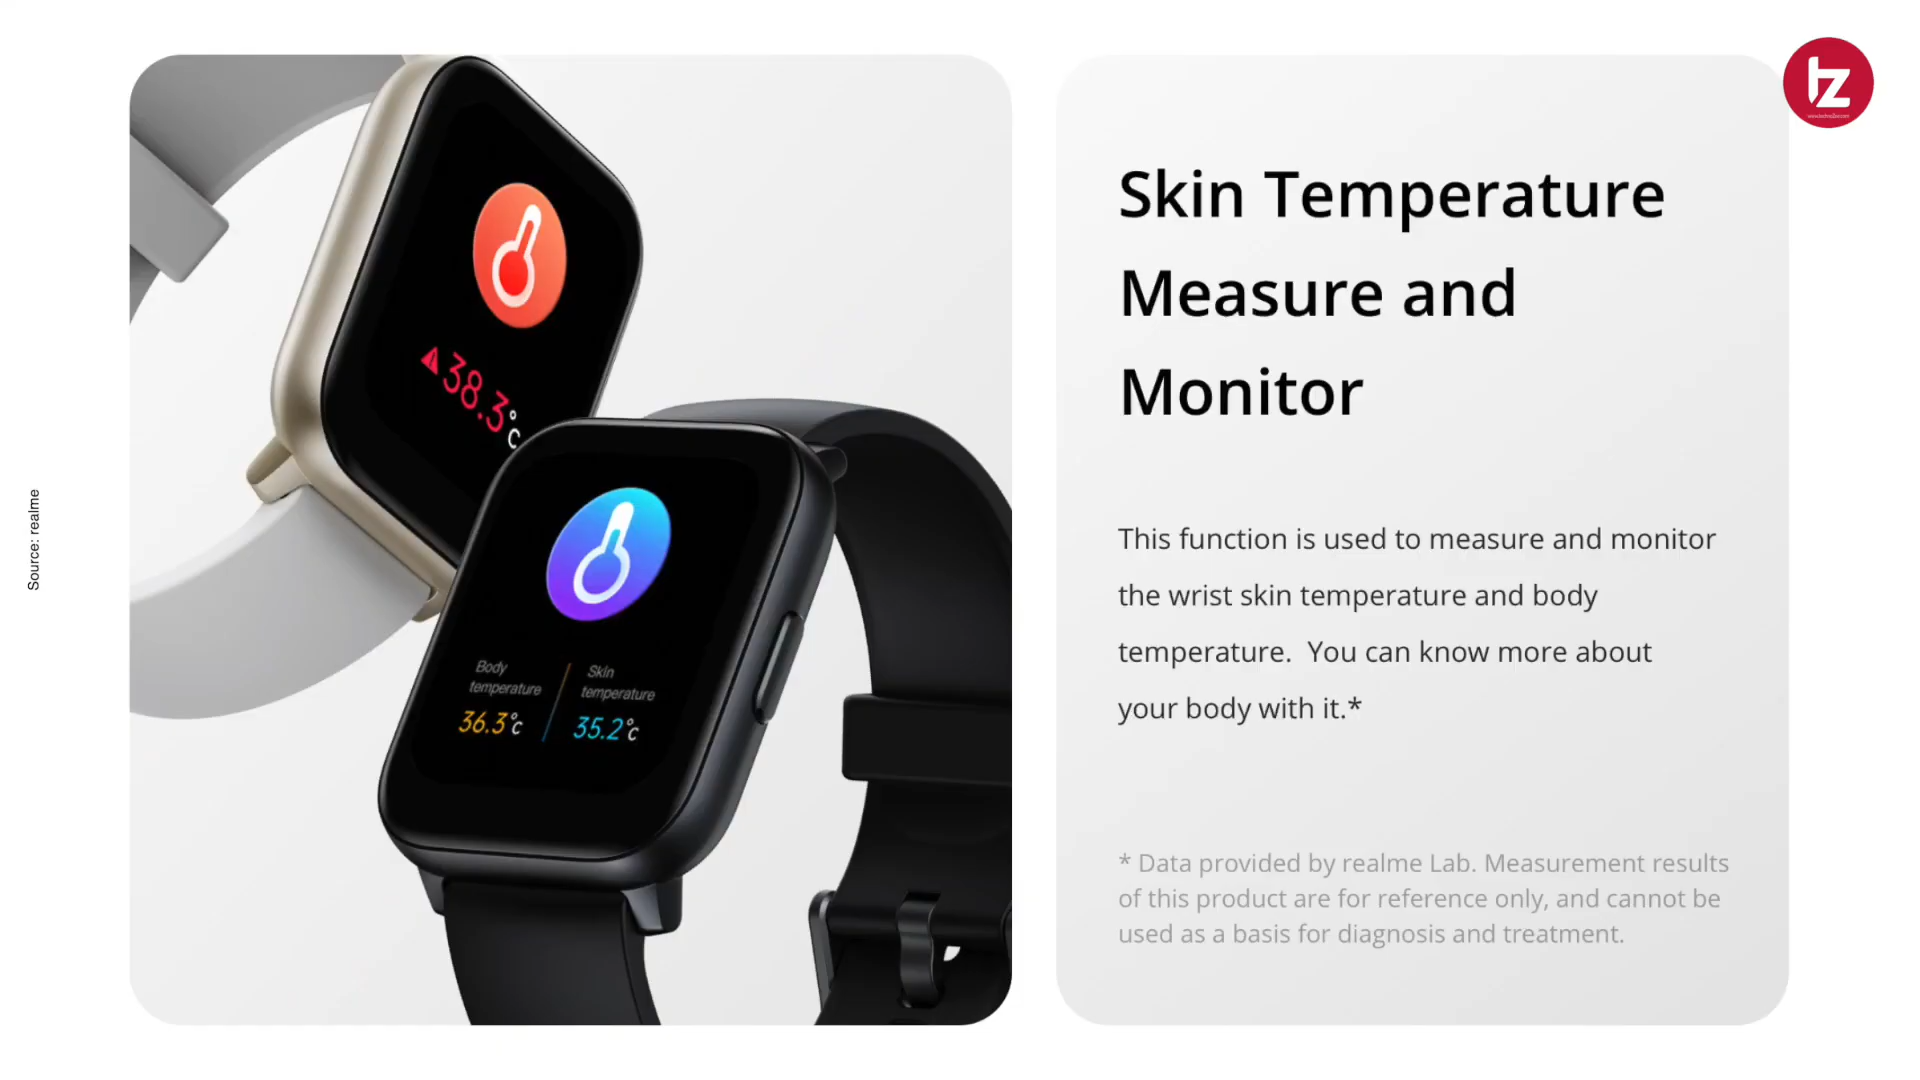 Source: realme
38.3°C
Body
temperature
36.3°C
Skin
temperature
35.2°C
tz
Skin Temperature
Measure and
Monitor
This function is used to measure and monitor
the wrist skin temperature and body
temperature. You can know more about
your body with it.*
* Data provided by realme Lab. Measurement results
of this product are for reference only, and cannot be
used as a basis for diagnosis and treatment.